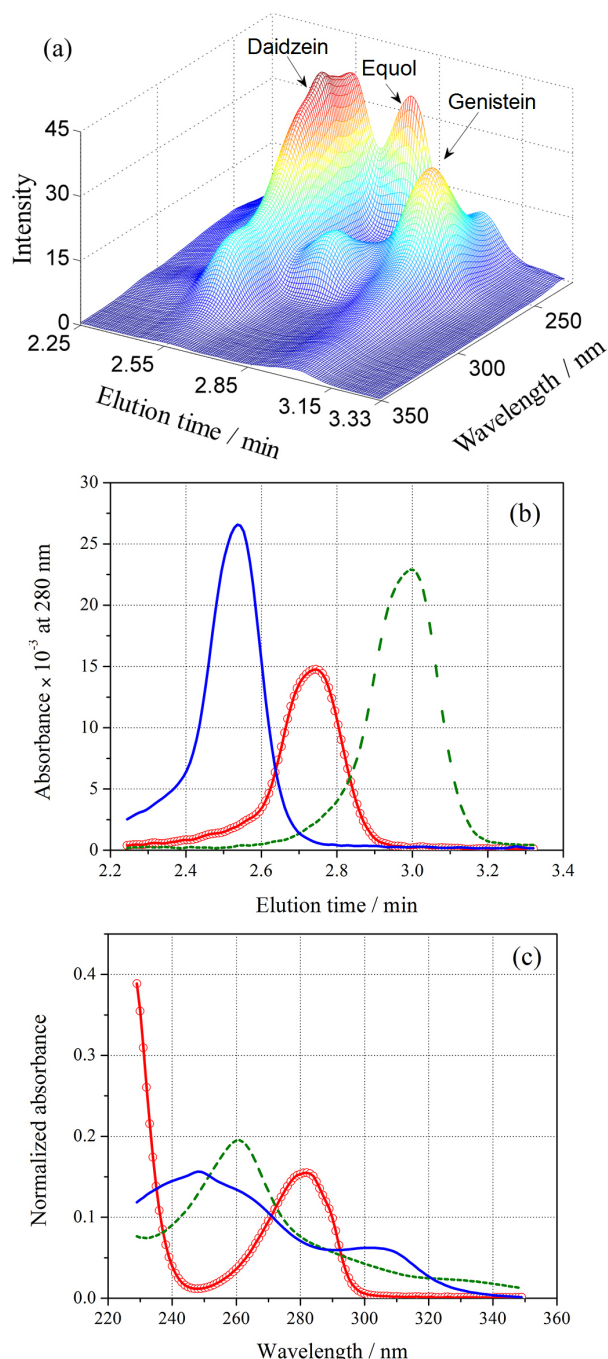 (a)
Daidzein
Equol
Genistein
45
30
15
0
Intensity
2.25
2.55
2.85
3.15
3.33
350
300
250
Elution time / min
Wavelength / nm
(b)
30
25
20
15
10
5
0
Absorbance × 10⁻³ at 280 nm
2.2 2.4 2.6 2.8 3.0 3.2 3.4
Elution time / min
(c)
0.4
0.3
0.2
0.1
0.0
Normalized absorbance
220 240 260 280 300 320 340 360
Wavelength / nm